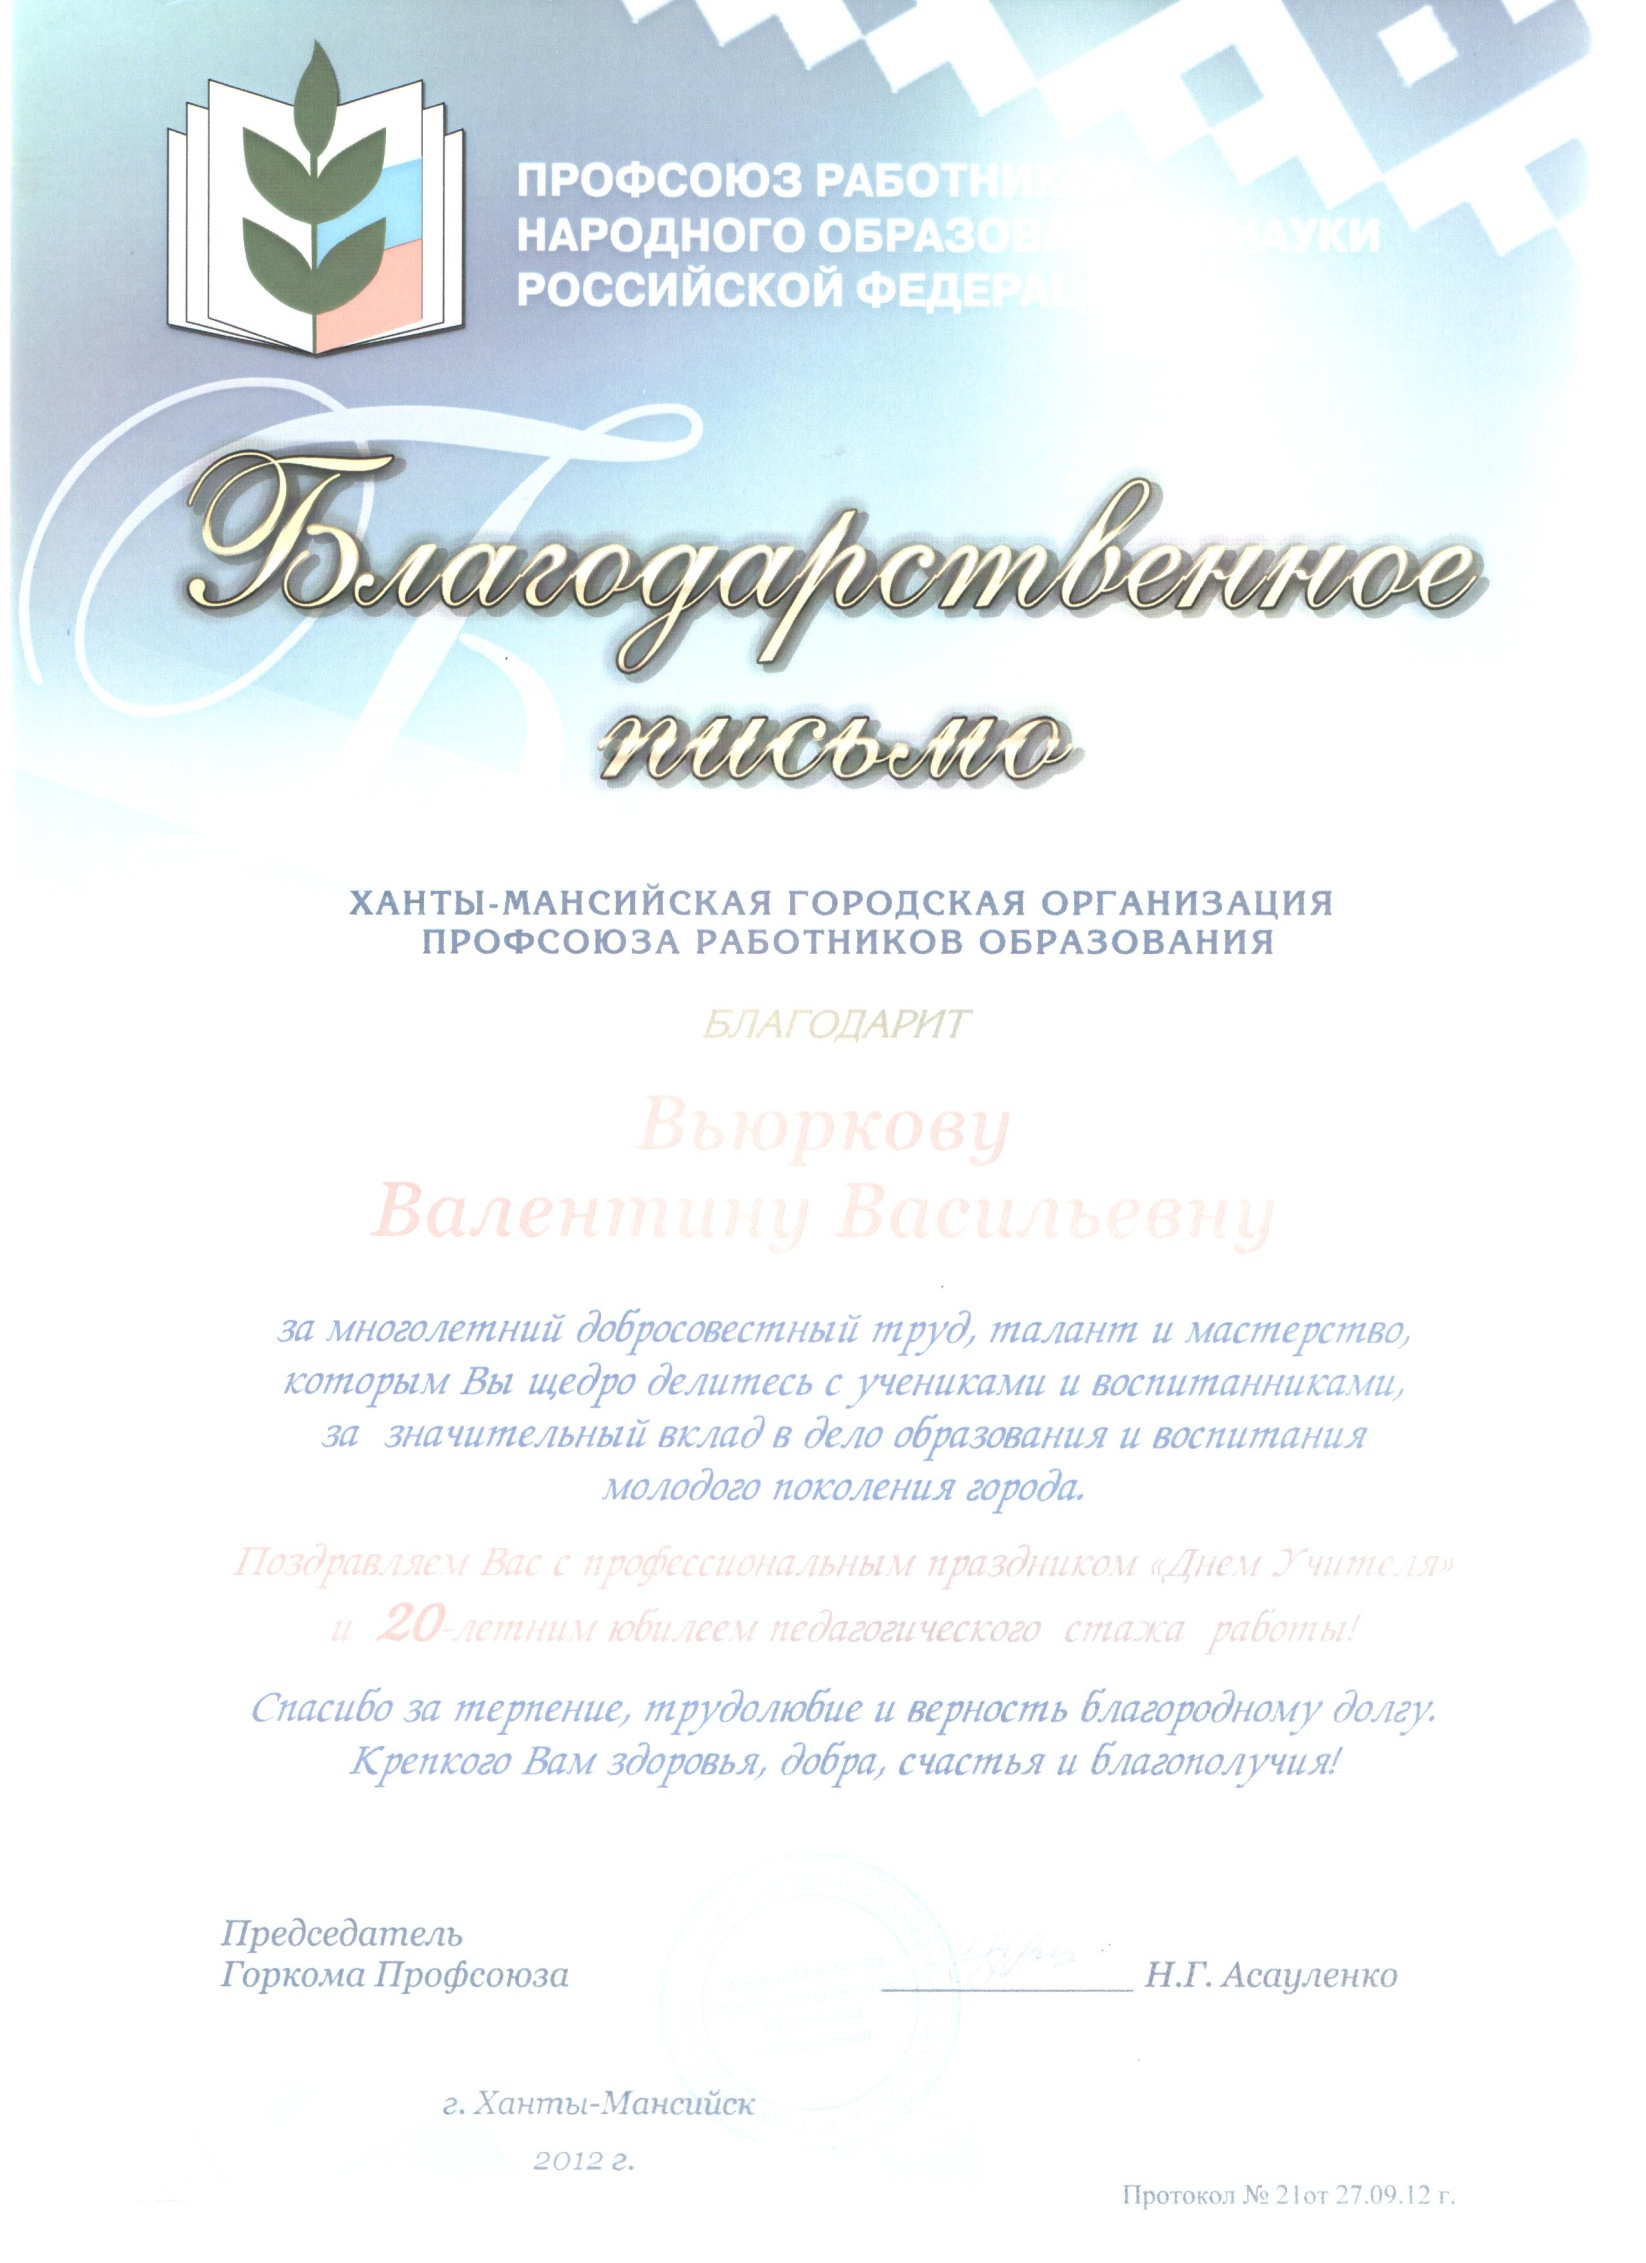 ПРОФСОЮЗ РАБОТНИКОВ
НАРОДНОГО ОБРАЗОВАНИЯ И НАУКИ
РОССИЙСКОЙ ФЕДЕРАЦИИ
Благодарственное
письмо
ХАНТЫ-МАНСИЙСКАЯ ГОРОДСКАЯ ОРГАНИЗАЦИЯ
ПРОФСОЮЗА РАБОТНИКОВ ОБРАЗОВАНИЯ
БЛАГОДАРИТ
Вьюркову
Валентину Васильевну
за многолетний добросовестный труд, талант и мастерство,
которым Вы щедро делитесь с учениками и воспитанниками,
за значительный вклад в дело образования и воспитания
молодого поколения города.
Поздравляем Вас с профессиональным праздником «Днем Учителя»
и 20-летним юбилеем педагогического стажа работы!
Спасибо за терпение, трудолюбие и верность благородному долгу.
Крепкого Вам здоровья, добра, счастья и благополучия!
Председатель
Горкома Профсоюза Н.Г. Асауленко
г. Ханты-Мансийск
2012 г.
Протокол № 21от 27.09.12 г.